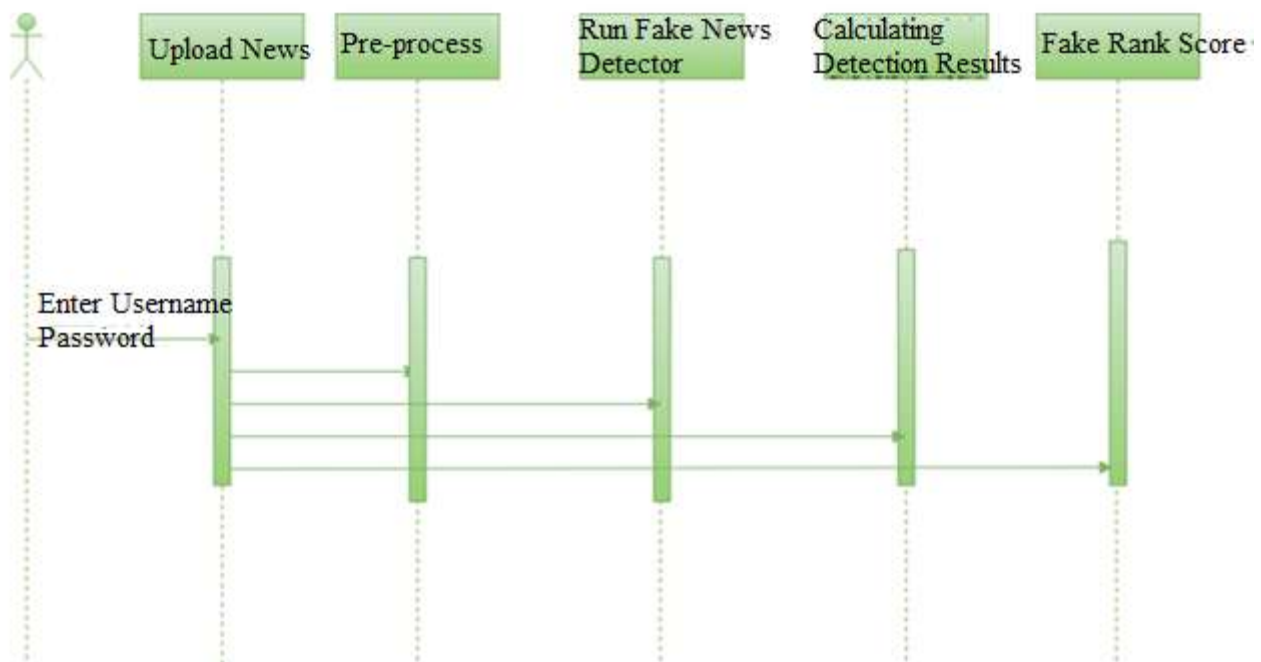 Upload News
Pre-process
Run Fake News
Detector
Calculating
Detection Results
Fake Rank Score
Enter Username
Password